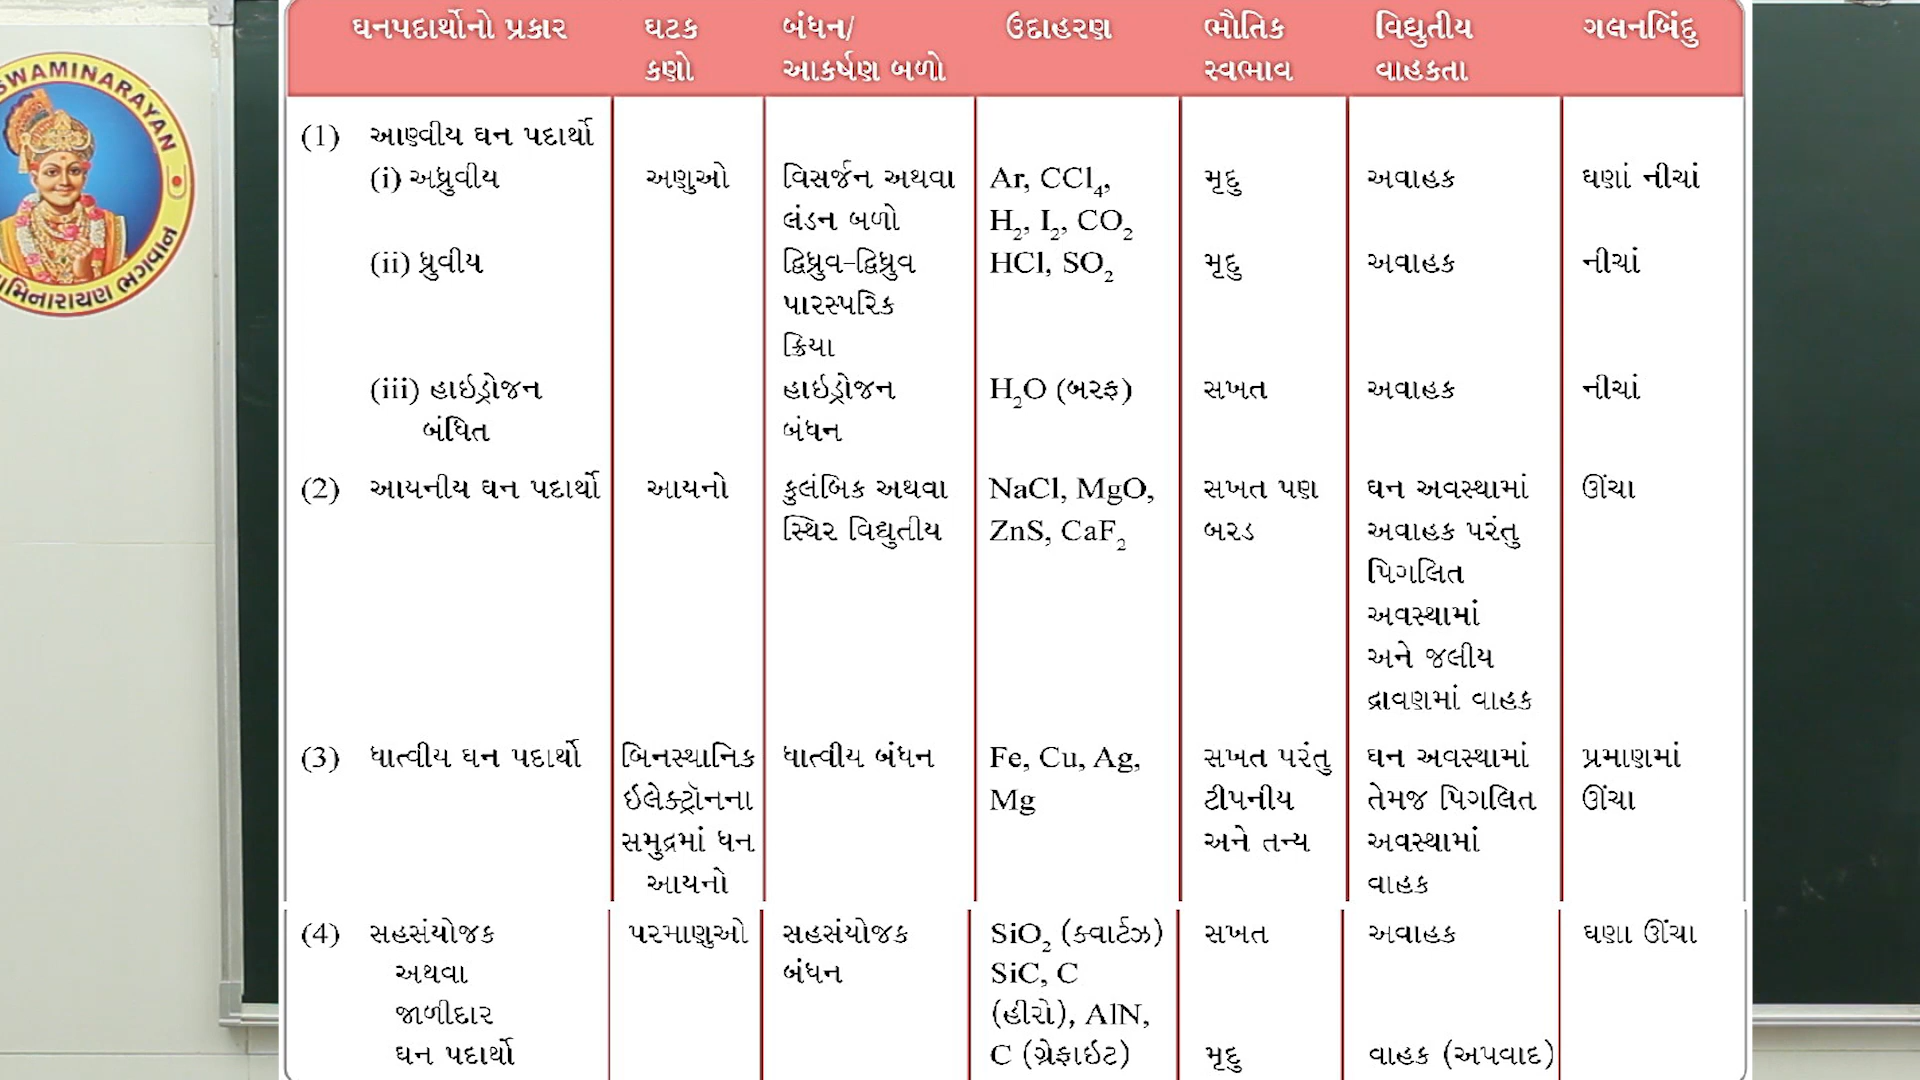 SWAMINARAYAN
ભગવાન
ઘનપદાર્થોનો પ્રકાર ઘટક કણો બંધન/ આકર્ષણ બળો ઉદાહરણ ભૌતિક સ્વભાવ વિદ્યુતીય વાહકતા ગલનબિંદુ
(1) આણ્વીય ઘન પદાર્થો
(i) અધ્રુવીય અણુઓ વિસર્જન અથવા Ar, CCl₄, મૃદુ અવાહક ઘણાં નીચાં
લંડન બળો H₂, I₂, CO₂
(ii) ધ્રુવીય દ્વિધ્રુવ-દ્વિધ્રુવ HCl, SO₂ મૃદુ અવાહક નીચાં
પારસ્પરિક
ક્રિયા
(iii) હાઇડ્રોજન હાઇડ્રોજન H₂O (બરફ) સખત અવાહક નીચાં
બંધિત બંધન
(2) આયનીય ઘન પદાર્થો આયનો કુલંબિક અથવા NaCl, MgO, સખત પણ ઘન અવસ્થામાં ઊંચા
સ્થિર વિદ્યુતીય ZnS, CaF₂ બરડ અવાહક પરંતુ
પિગલિત
અવસ્થામાં
અને જલીય
દ્રાવણમાં વાહક
(3) ધાત્વીય ઘન પદાર્થો બિનસ્થાનિક ધાત્વીય બંધન Fe, Cu, Ag, સખત પરંતુ ઘન અવસ્થામાં પ્રમાણમાં
ઇલેક્ટ્રૉનના Mg ટીપનીય તેમજ પિગલિત ઊંચા
સમુદ્રમાં ધન અને તન્ય અવસ્થામાં
આયનો વાહક
(4) સહસંયોજક પરમાણુઓ સહસંયોજક SiO₂ (ક્વાર્ટઝ) સખત અવાહક ઘણા ઊંચા
અથવા બંધન SiC, C
જાળીદાર (હીરો), AlN,
ઘન પદાર્થો C (ગ્રેફાઇટ) મૃદુ વાહક (અપવાદ)